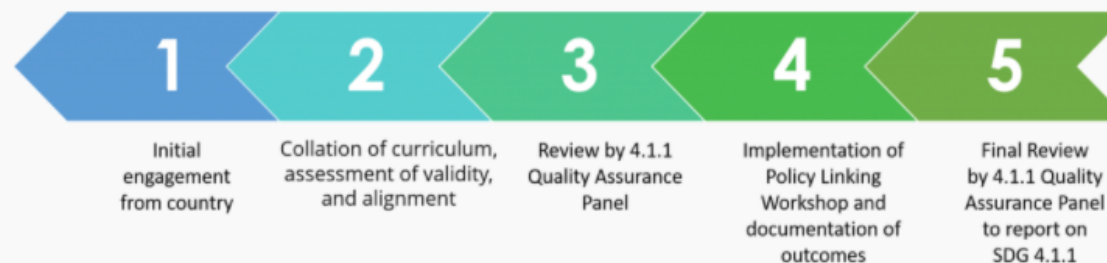 1
Initial
engagement
from country
2
Collation of curriculum,
assessment of validity,
and alignment
3
Review by 4.1.1
Quality Assurance
Panel
4
Implementation of
Policy Linking
Workshop and
documentation of
outcomes
5
Final Review
by 4.1.1 Quality
Assurance Panel
to report on
SDG 4.1.1